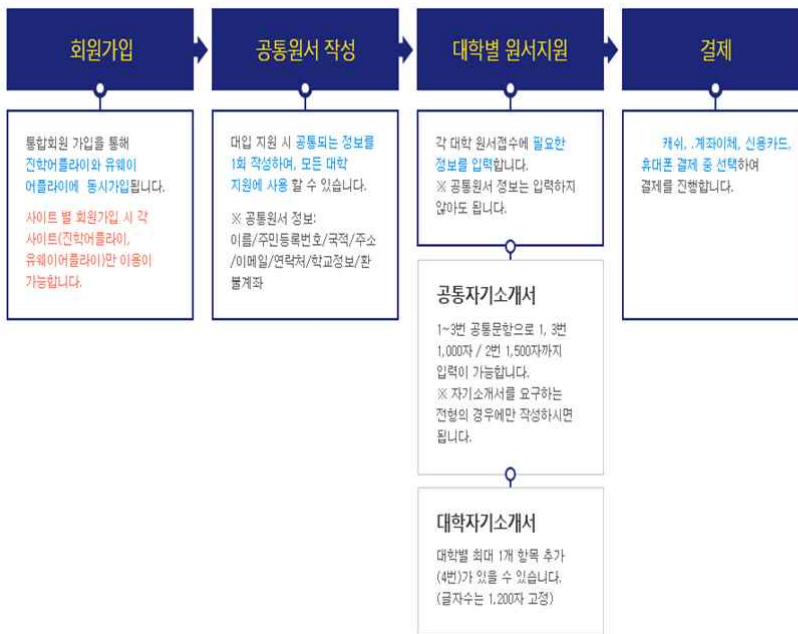 회원가입
통합회원 가입을 통해
진학어플라이와 유웨이
어플라이에 동시가입됩니다.
사이트 별 회원가입 시 각
사이트(진학어플라이,
유웨이어플라이)만 이용이
가능합니다.
공통원서 작성
대입 지원 시 공통되는 정보를
1회 작성하여, 모든 대학
지원에 사용 할 수 있습니다.
※ 공통원서 정보:
이름/주민등록번호/국적/주소
/이메일/연락처/학교정보/환
불계좌
대학별 원서지원
각 대학 원서접수에 필요한
정보를 입력합니다.
※ 공통원서 정보는 입력하지
않아도 됩니다.
공통자기소개서
1~3번 공통문항으로 1, 3번
1,000자 / 2번 1,500자까지
입력이 가능합니다.
※ 자기소개서를 요구하는
전형의 경우에만 작성하시면
됩니다.
대학자기소개서
대학별 최대 1개 항목 추가
(4번)가 있을 수 있습니다.
(글자수는 1,200자 고정)
결제
캐쉬, .계좌이체, 신용카드,
휴대폰 결제 중 선택하여
결제를 진행합니다.